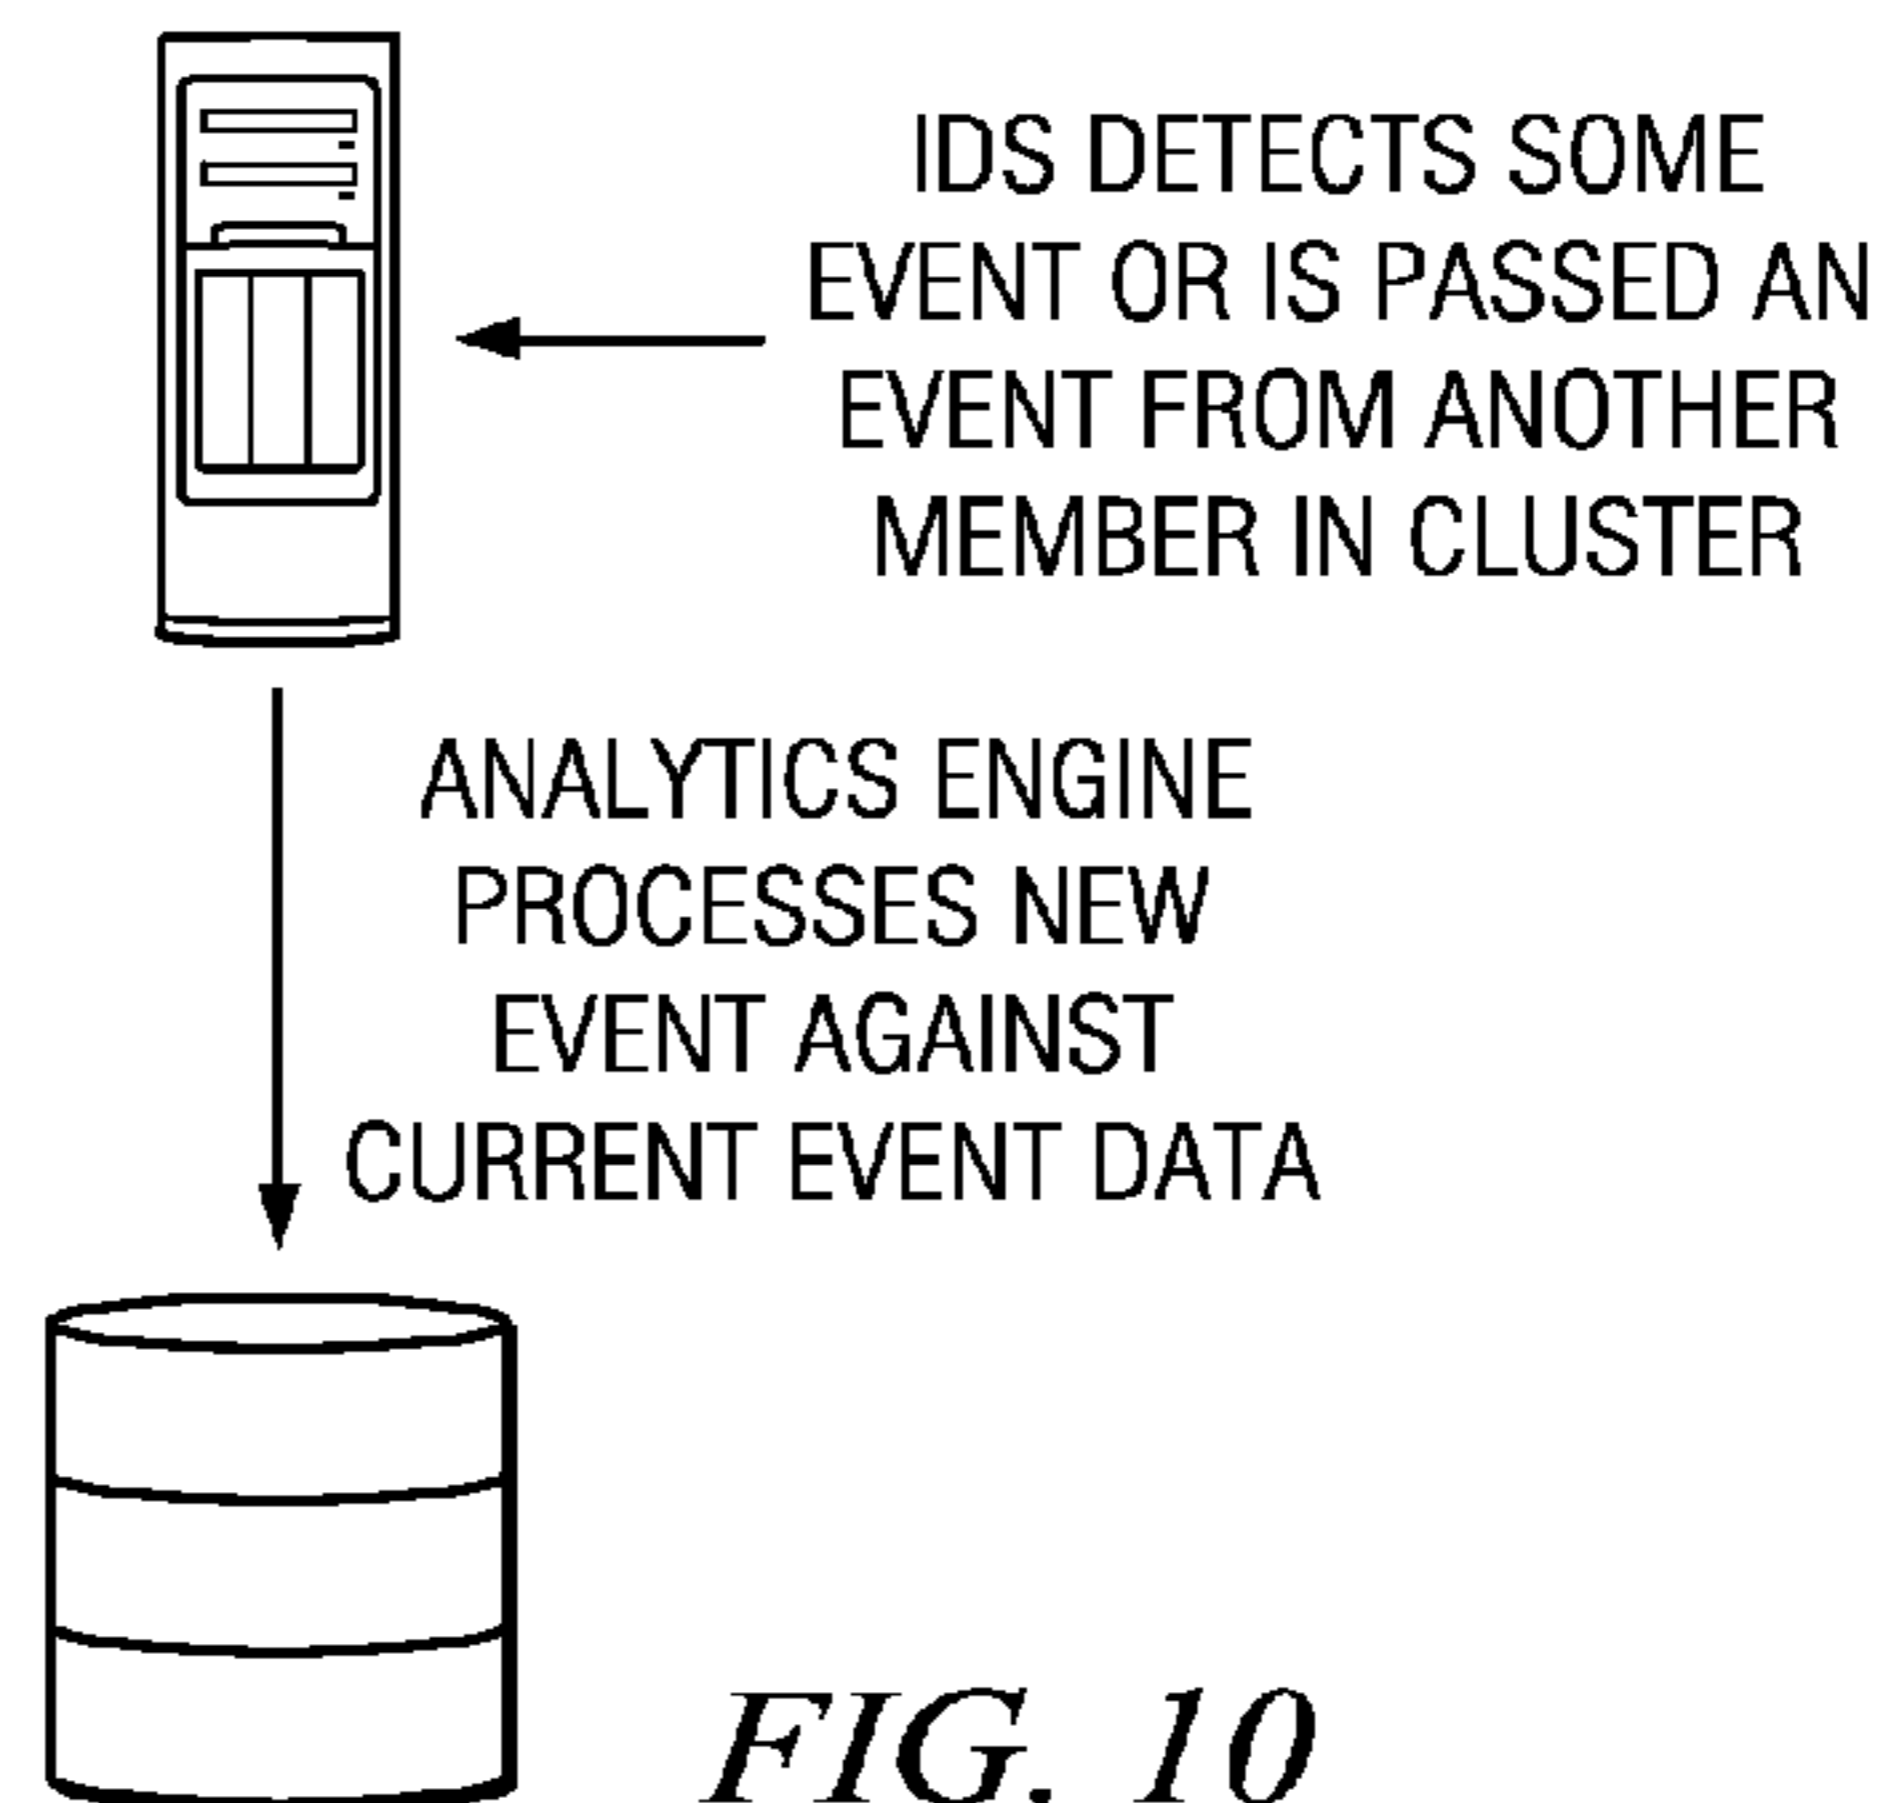 IDS DETECTS SOME
EVENT OR IS PASSED AN
EVENT FROM ANOTHER
MEMBER IN CLUSTER
ANALYTICS ENGINE
PROCESSES NEW
EVENT AGAINST
CURRENT EVENT DATA
FIG. 10